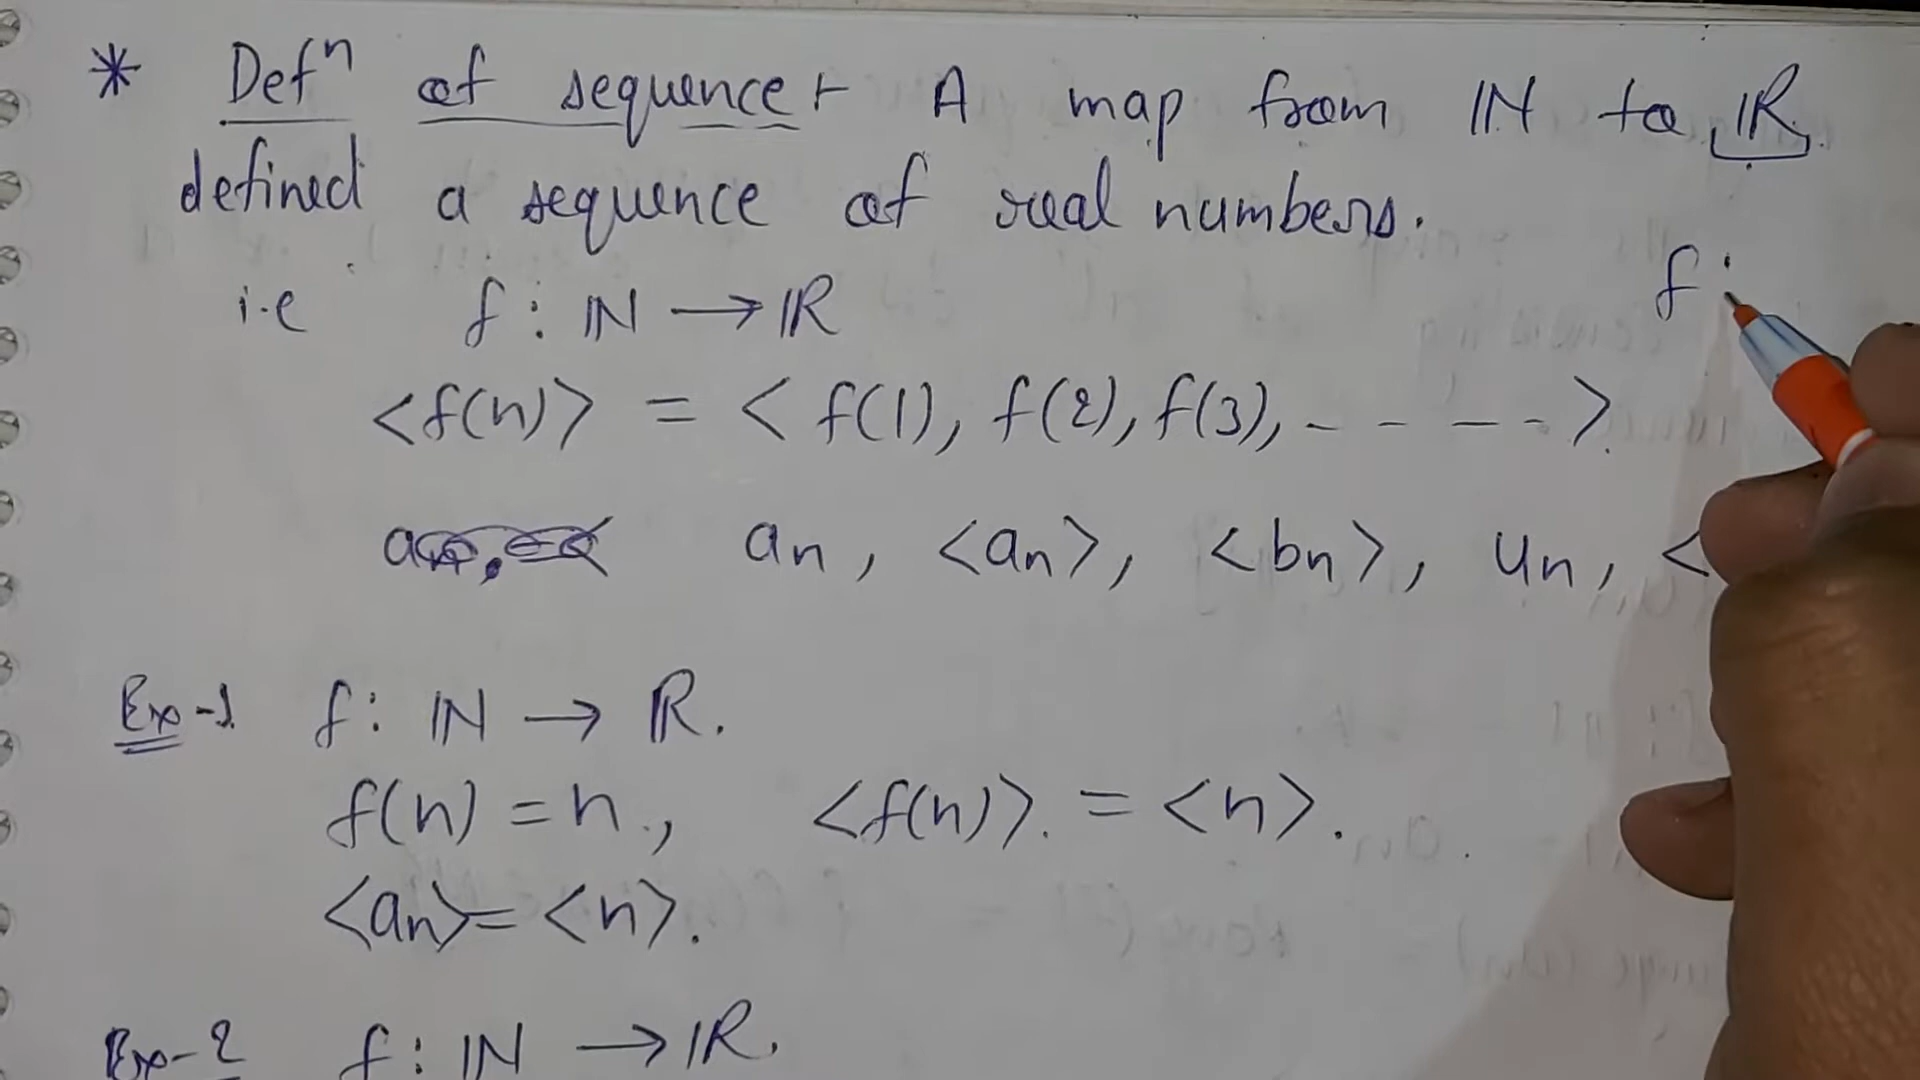 * Defⁿ of sequence :- A map from ℕ to ℝ
defined a sequence of real numbers.
i.e f : ℕ → ℝ
f :
<f(n)> = < f(1), f(2), f(3), - - - - >.
an, <an>, <bn>, un, <
Ex-1 f : ℕ → ℝ.
f(n) = n., <f(n)>. = <n>.
<an> = <n>.
Ex-2 f : ℕ → ℝ.